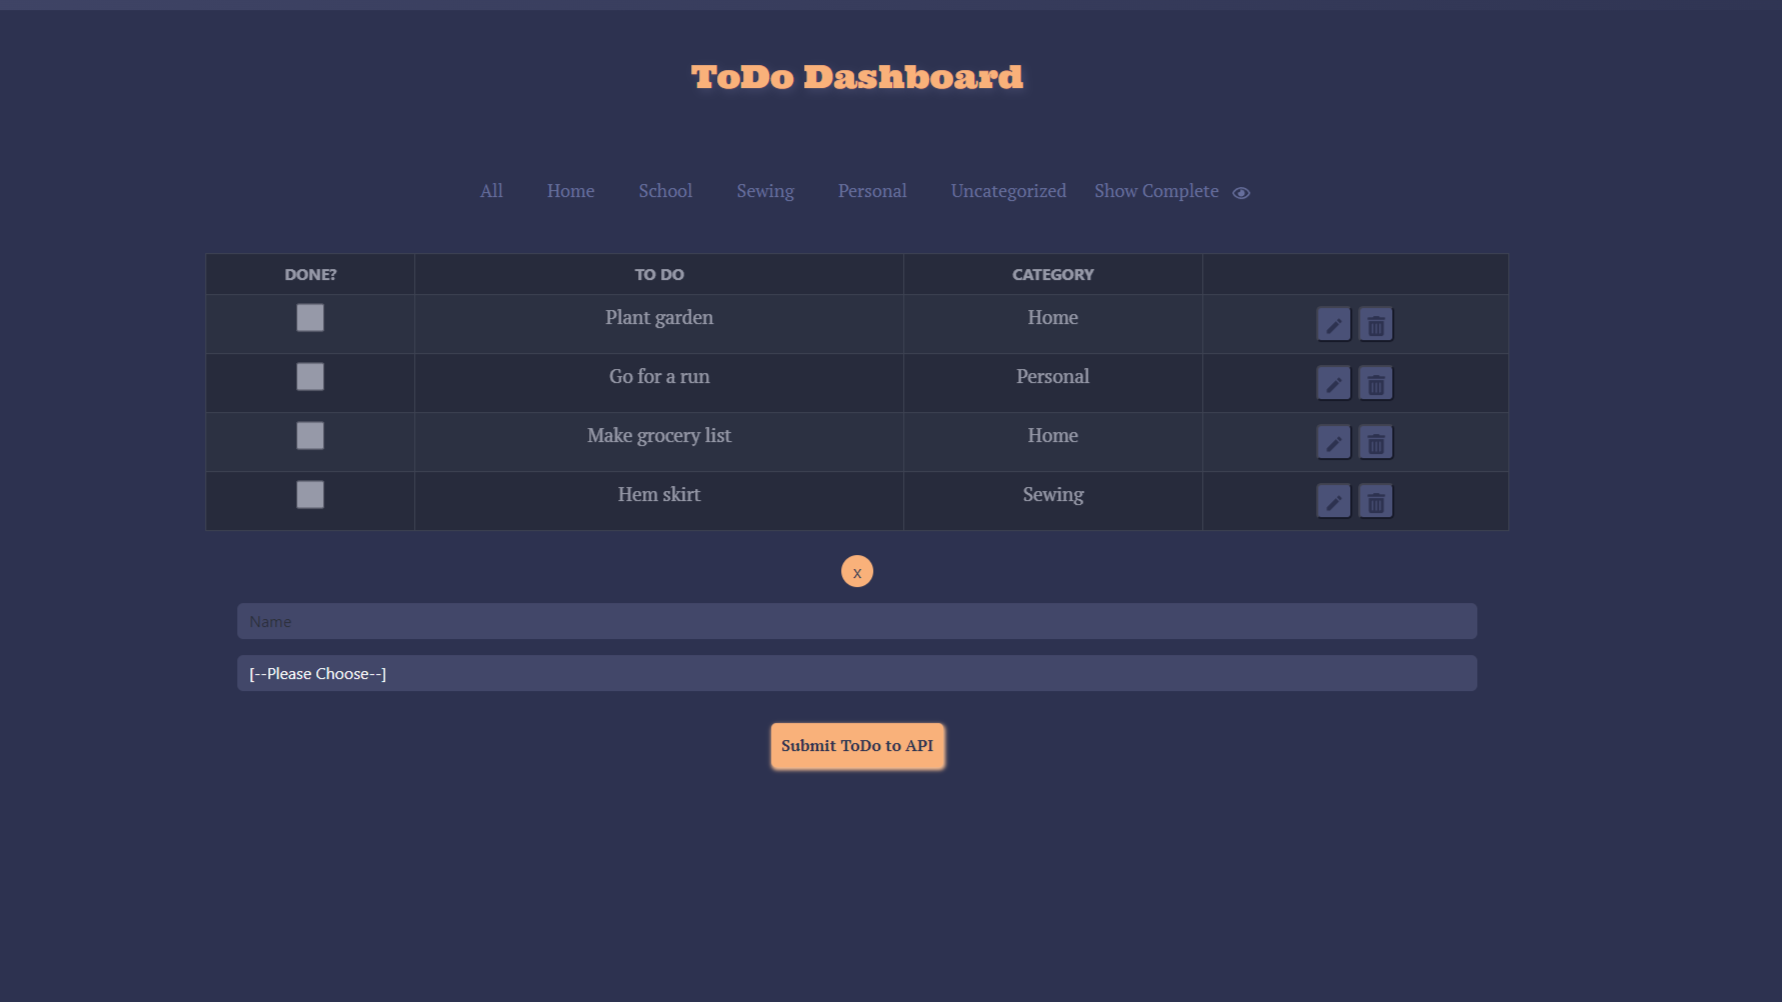 ToDo Dashboard
All Home School Sewing Personal Uncategorized Show Complete
DONE? TO DO CATEGORY
Plant garden Home
Go for a run Personal
Make grocery list Home
Hem skirt Sewing
x
Name
[--Please Choose--]
Submit ToDo to API